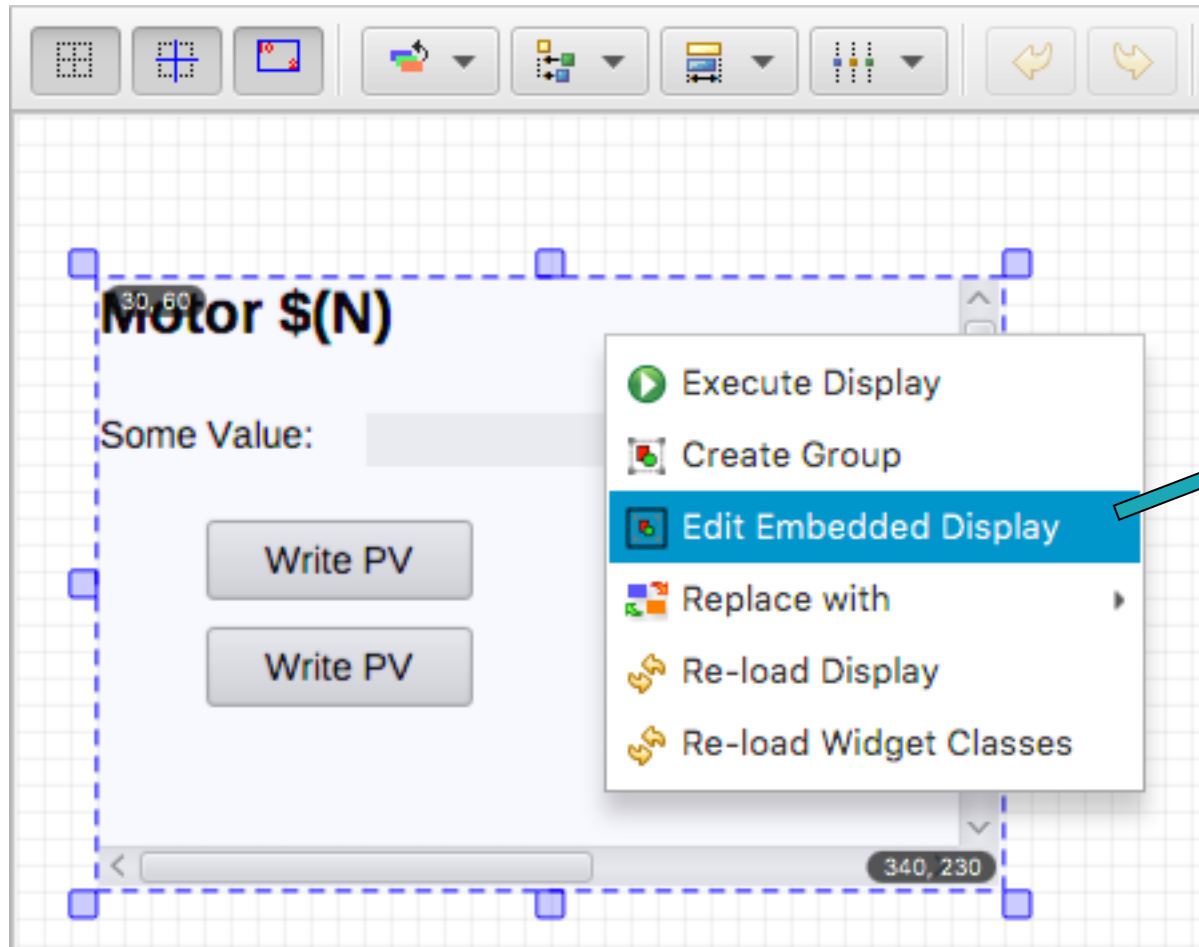 30, 60
Motor $(N)
Some Value:
Write PV
Write PV
Execute Display
Create Group
Edit Embedded Display
Replace with
Re-load Display
Re-load Widget Classes
340, 230